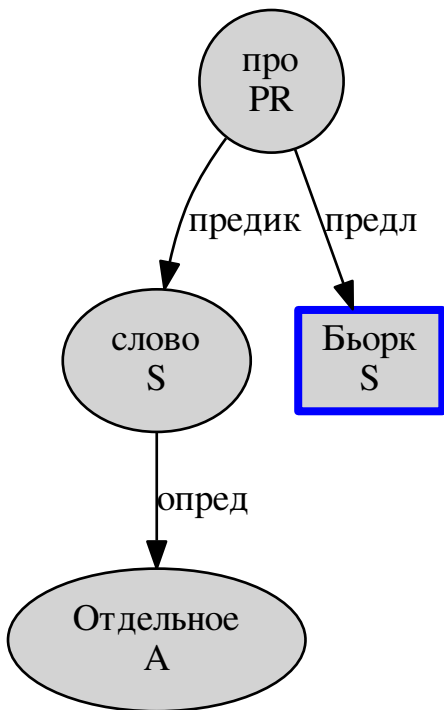 про
PR
предик
предл
слово
S
Бьорк
S
опред
Отдельное
A